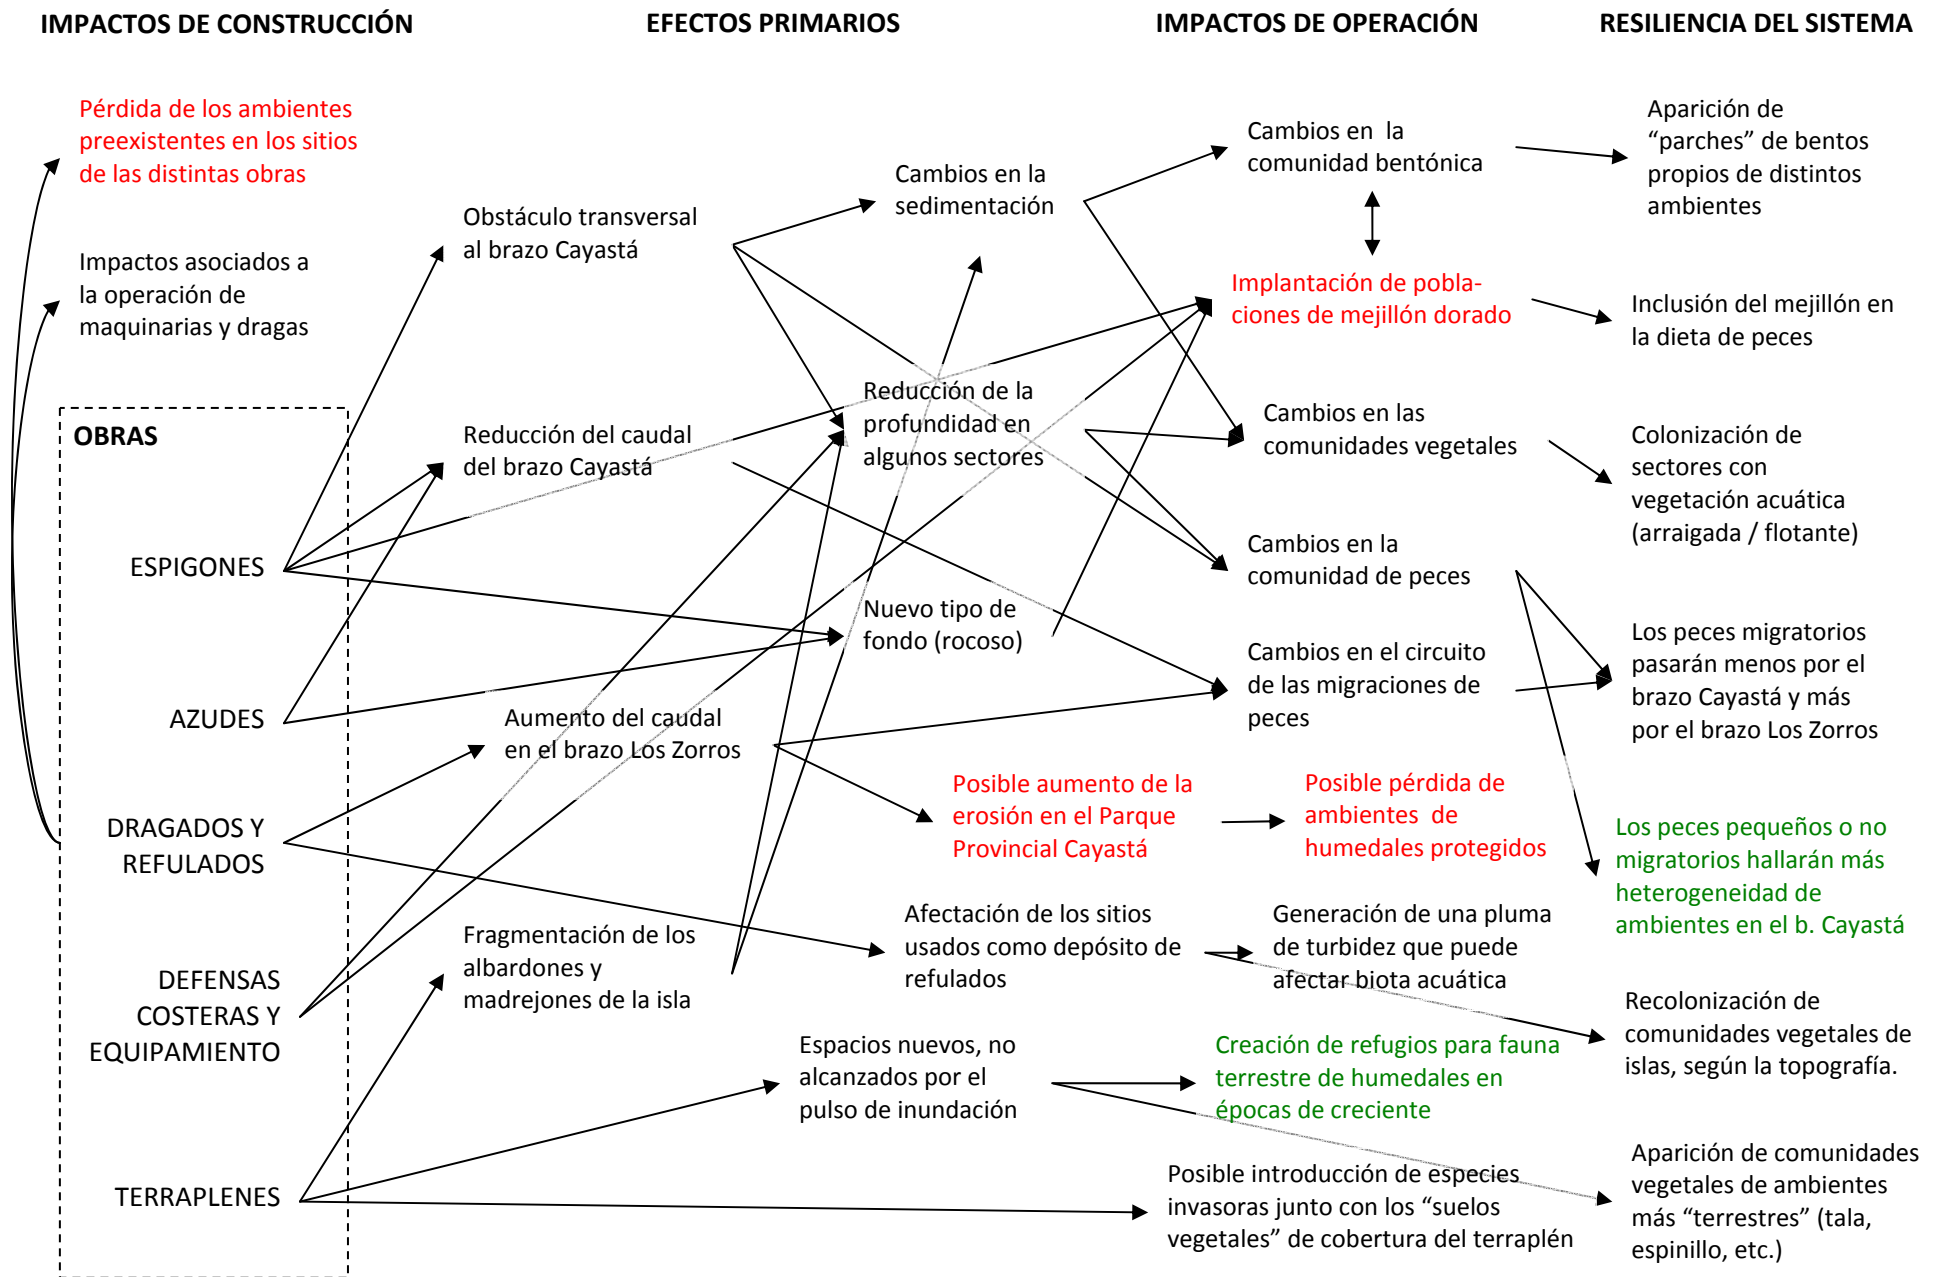 IMPACTOS DE CONSTRUCCIÓN
EFECTOS PRIMARIOS
IMPACTOS DE OPERACIÓN
RESILIENCIA DEL SISTEMA
Pérdida de los ambientes
preexistentes en los sitios
de las distintas obras
Impactos asociados a
la operación de
maquinarias y dragas
OBRAS
ESPIGONES
AZUDES
DRAGADOS Y
REFULADOS
DEFENSAS
COSTERAS Y
EQUIPAMIENTO
TERRAPLENES
Obstáculo transversal
al brazo Cayastá
Reducción del caudal
del brazo Cayastá
Aumento del caudal
en el brazo Los Zorros
Fragmentación de los
albardones y
madrejones de la isla
Cambios en la
sedimentación
Reducción de la
profundidad en
algunos sectores
Nuevo tipo de
fondo (rocoso)
Posible aumento de la
erosión en el Parque
Provincial Cayastá
Afectación de los sitios
usados como depósito de
refulados
Espacios nuevos, no
alcanzados por el
pulso de inundación
Cambios en  la
comunidad bentónica
Implantación de pobla-
ciones de mejillón dorado
Cambios en las
comunidades vegetales
Cambios en la
comunidad de peces
Cambios en el circuito
de las migraciones de
peces
Posible pérdida de
ambientes  de
humedales protegidos
Generación de una pluma
de turbidez que puede
afectar biota acuática
Creación de refugios para fauna
terrestre de humedales en
épocas de creciente
Posible introducción de especies
invasoras junto con los “suelos
vegetales” de cobertura del terraplén
Aparición de
“parches” de bentos
propios de distintos
ambientes
Inclusión del mejillón en
la dieta de peces
Colonización de
sectores con
vegetación acuática
(arraigada / flotante)
Los peces migratorios
pasarán menos por el
brazo Cayastá y más
por el brazo Los Zorros
Los peces pequeños o no
migratorios hallarán más
heterogeneidad de
ambientes en el b. Cayastá
Recolonización de
comunidades vegetales de
islas, según la topografía.
Aparición de comunidades
vegetales de ambientes
más “terrestres” (tala,
espinillo, etc.)